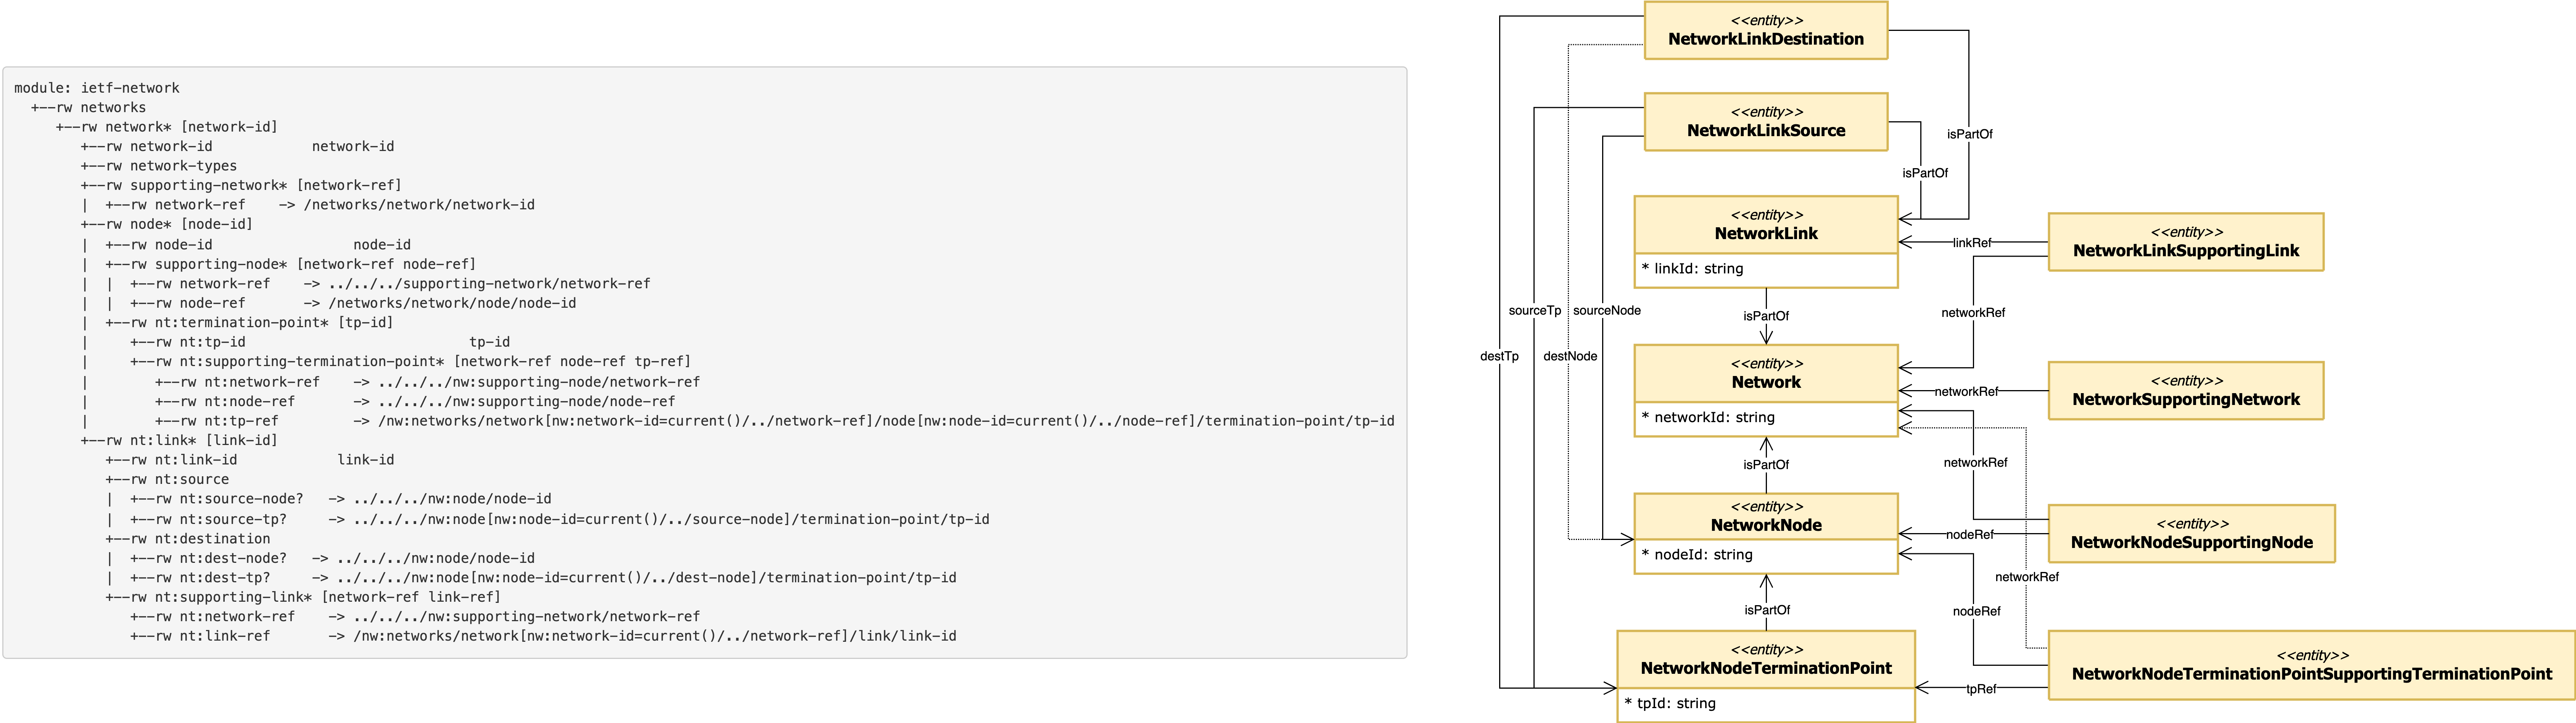 module: ietf-network
+--rw networks
+--rw network* [network-id]
+--rw network-id network-id
+--rw network-types
+--rw supporting-network* [network-ref]
| +--rw network-ref -> /networks/network/network-id
+--rw node* [node-id]
| +--rw node-id node-id
| +--rw supporting-node* [network-ref node-ref]
| | +--rw network-ref -> ../../../supporting-network/network-ref
| | +--rw node-ref -> /networks/network/node/node-id
| +--rw nt:termination-point* [tp-id]
| +--rw nt:tp-id tp-id
| +--rw nt:supporting-termination-point* [network-ref node-ref tp-ref]
| +--rw nt:network-ref -> ../../../nw:supporting-node/network-ref
| +--rw nt:node-ref -> ../../../nw:supporting-node/node-ref
| +--rw nt:tp-ref -> /nw:networks/network[nw:network-id=current()/../network-ref]/node[nw:node-id=current()/../node-ref]/termination-point/tp-id
+--rw nt:link* [link-id]
+--rw nt:link-id link-id
+--rw nt:source
| +--rw nt:source-node? -> ../../../nw:node/node-id
| +--rw nt:source-tp? -> ../../../nw:node[nw:node-id=current()/../source-node]/termination-point/tp-id
+--rw nt:destination
| +--rw nt:dest-node? -> ../../../nw:node/node-id
| +--rw nt:dest-tp? -> ../../../nw:node[nw:node-id=current()/../dest-node]/termination-point/tp-id
+--rw nt:supporting-link* [network-ref link-ref]
+--rw nt:network-ref -> ../../../nw:supporting-network/network-ref
+--rw nt:link-ref -> /nw:networks/network[nw:network-id=current()/../network-ref]/link/link-id
<<entity>>
NetworkLinkDestination
<<entity>>
NetworkLinkSource
isPartOf
isPartOf
<<entity>>
NetworkLink
* linkId: string
linkRef
<<entity>>
NetworkLinkSupportingLink
sourceTp
sourceNode
isPartOf
networkRef
destTp
destNode
<<entity>>
Network
* networkId: string
networkRef
<<entity>>
NetworkSupportingNetwork
isPartOf
networkRef
<<entity>>
NetworkNode
* nodeId: string
nodeRef
<<entity>>
NetworkNodeSupportingNode
networkRef
isPartOf
nodeRef
<<entity>>
NetworkNodeTerminationPoint
* tpId: string
tpRef
<<entity>>
NetworkNodeTerminationPointSupportingTerminationPoint